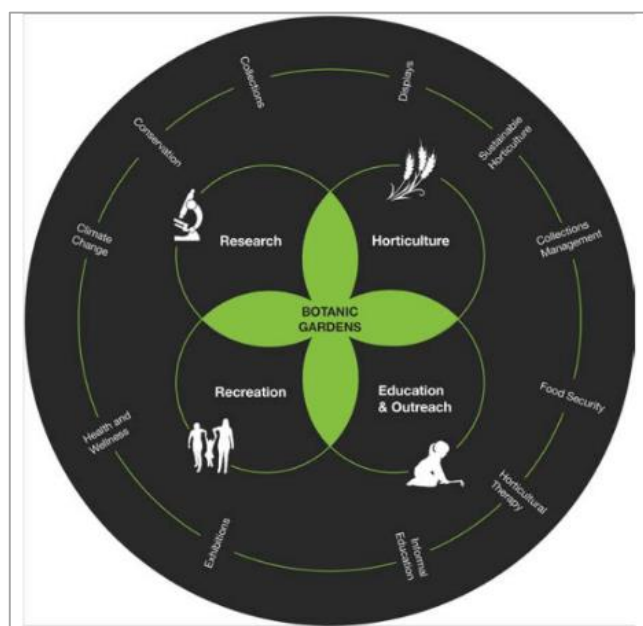 Collections
Displays
Conservation
Sustainable
Horticulture
Climate
Change
Collections
Management
Research
Horticulture
BOTANIC
GARDENS
Recreation
Education
& Outreach
Health and
Wellness
Food Security
Exhibitions
Informal
Education
Horticultural
Therapy